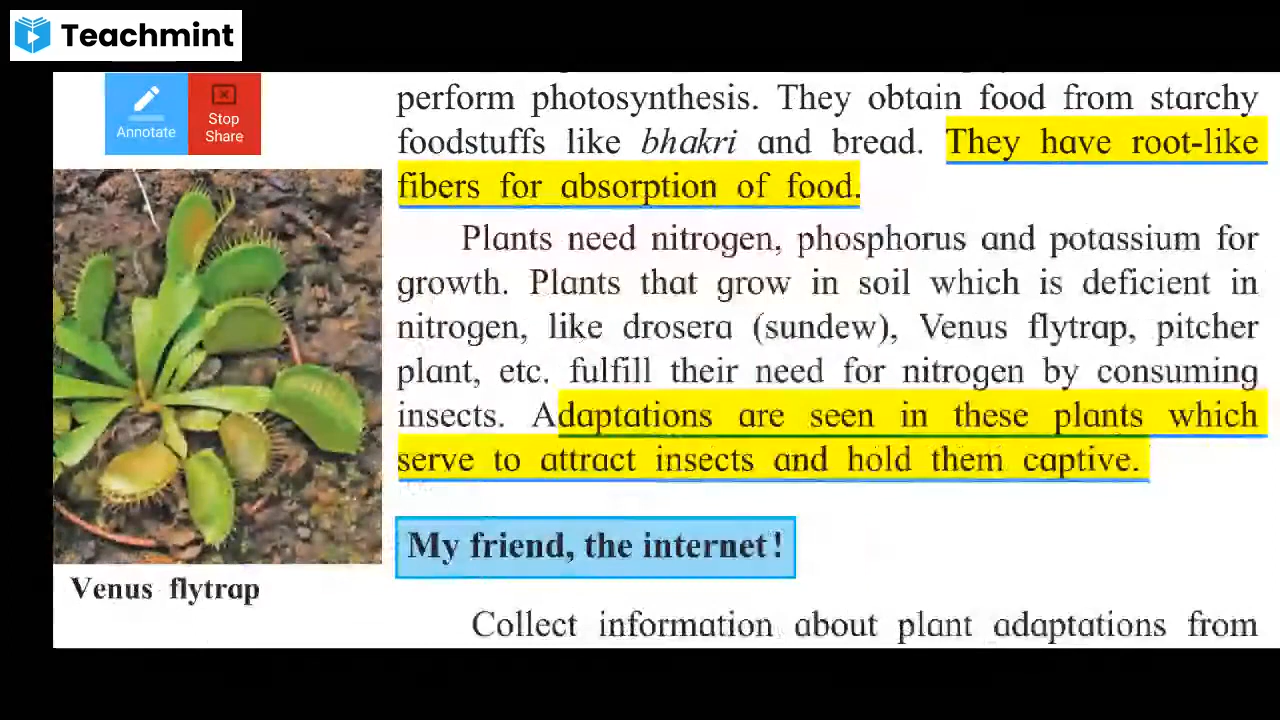 Teachmint
Annotate
Stop
Share
perform photosynthesis. They obtain food from starchy
foodstuffs like bhakri and bread. They have root-like
fibers for absorption of food.
Plants need nitrogen, phosphorus and potassium for
growth. Plants that grow in soil which is deficient in
nitrogen, like drosera (sundew), Venus flytrap, pitcher
plant, etc. fulfill their need for nitrogen by consuming
insects. Adaptations are seen in these plants which
serve to attract insects and hold them captive.
My friend, the internet!
Venus flytrap
Collect information about plant adaptations from